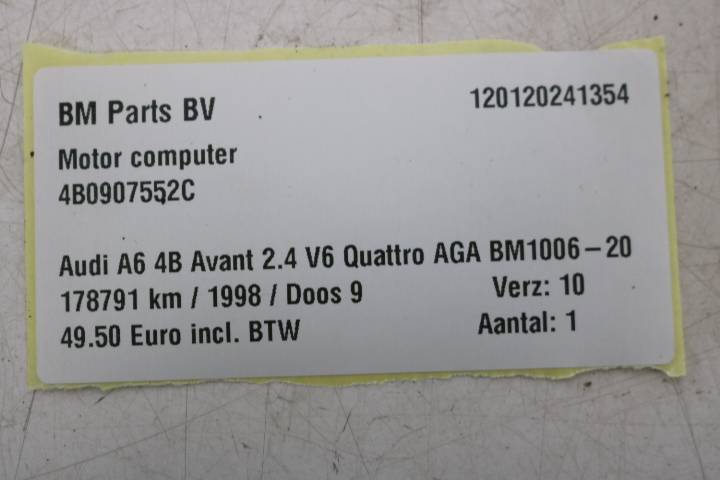 BM Parts BV 120120241354
Motor computer
4B0907552C
Audi A6 4B Avant 2.4 V6 Quattro AGA BM1006-20
178791 km / 1998 / Doos 9 Verz: 10
49.50 Euro incl. BTW Aantal: 1